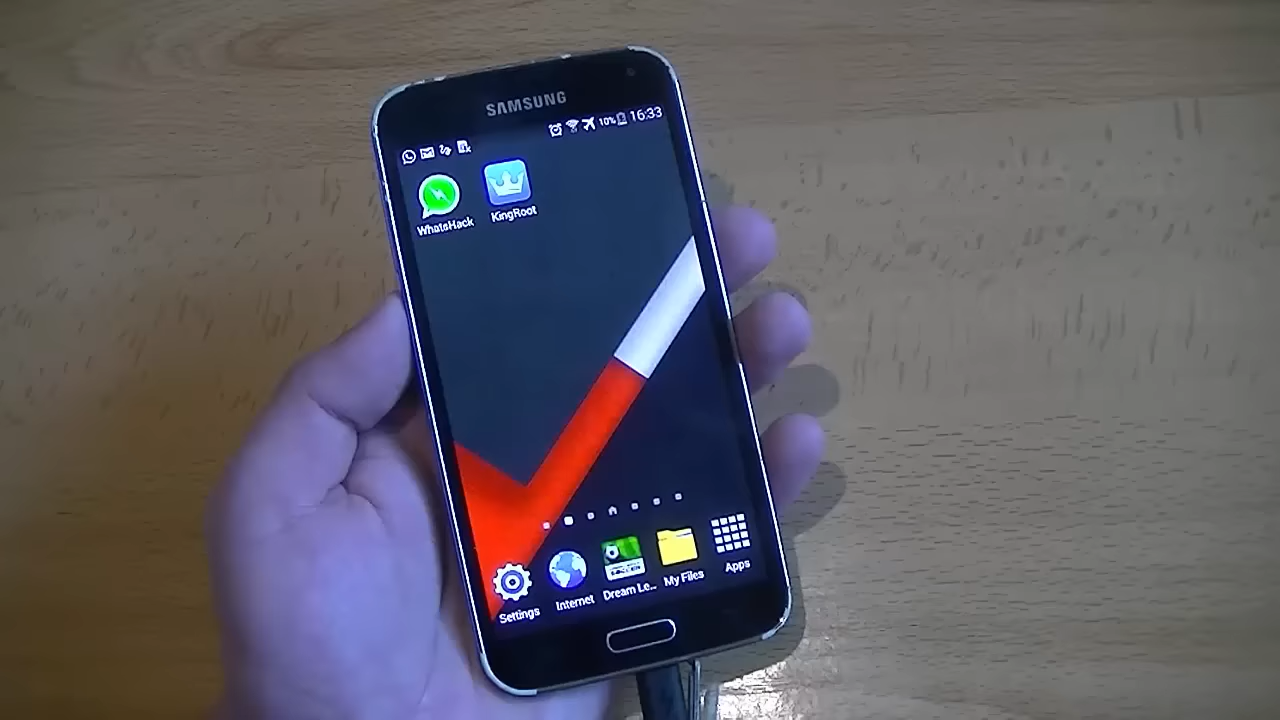 SAMSUNG
10% 16:33
WhatsHack
KingRoot
Settings
Internet
Dream Le...
My Files
Apps